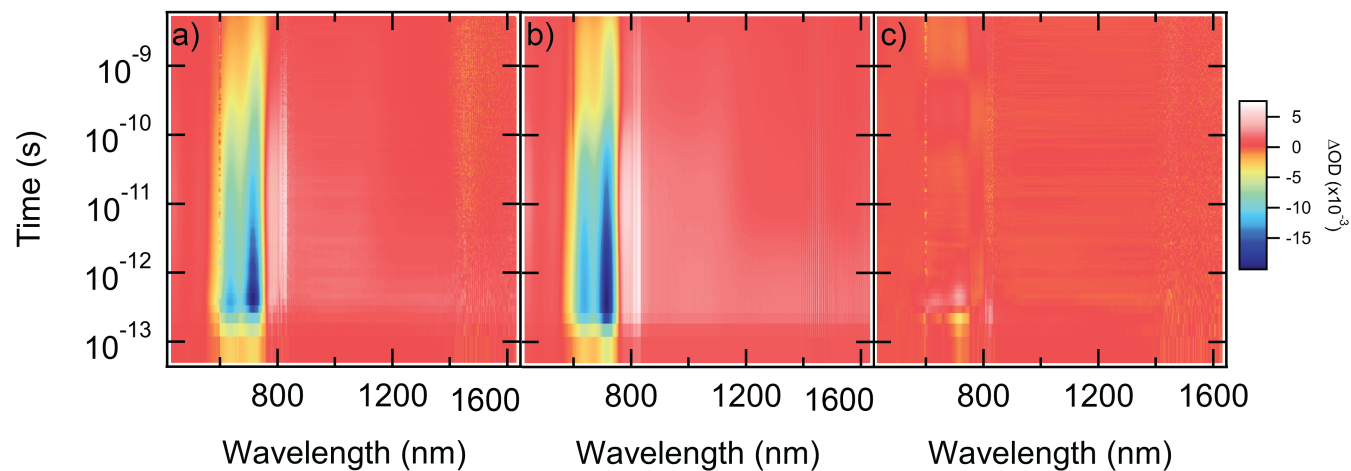 a)
b)
c)
Time (s)
10^-9
10^-10
10^-11
10^-12
10^-13
800 1200 1600
800 1200 1600
800 1200 1600
Wavelength (nm)
Wavelength (nm)
Wavelength (nm)
5
0
-5
-10
-15
ΔOD (x10^-3)